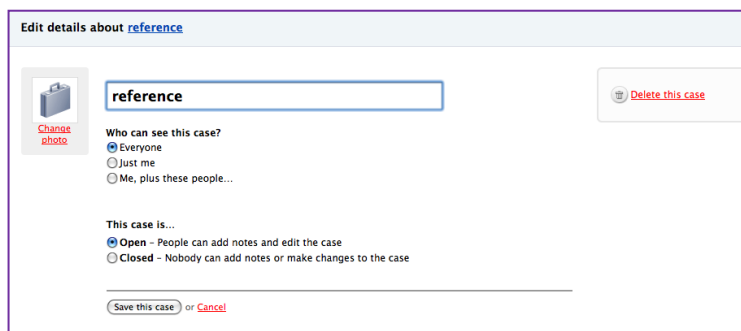 Edit details about reference
Change
photo
reference
Who can see this case?
Everyone
Just me
Me, plus these people...
This case is...
Open – People can add notes and edit the case
Closed – Nobody can add notes or make changes to the case
Save this case or Cancel
Delete this case